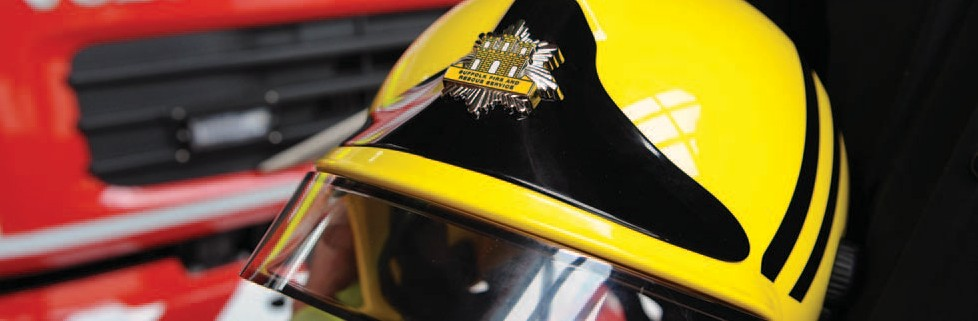 SUFFOLK FIRE AND
RESCUE SERVICE